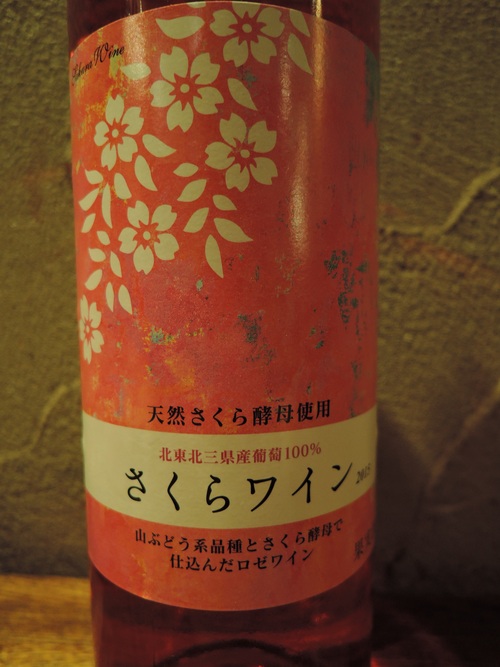 天然さくら酵母使用
北東北三県産葡萄100%
さくらワイン
山ぶどう系品種とさくら酵母で
仕込んだロゼワイン